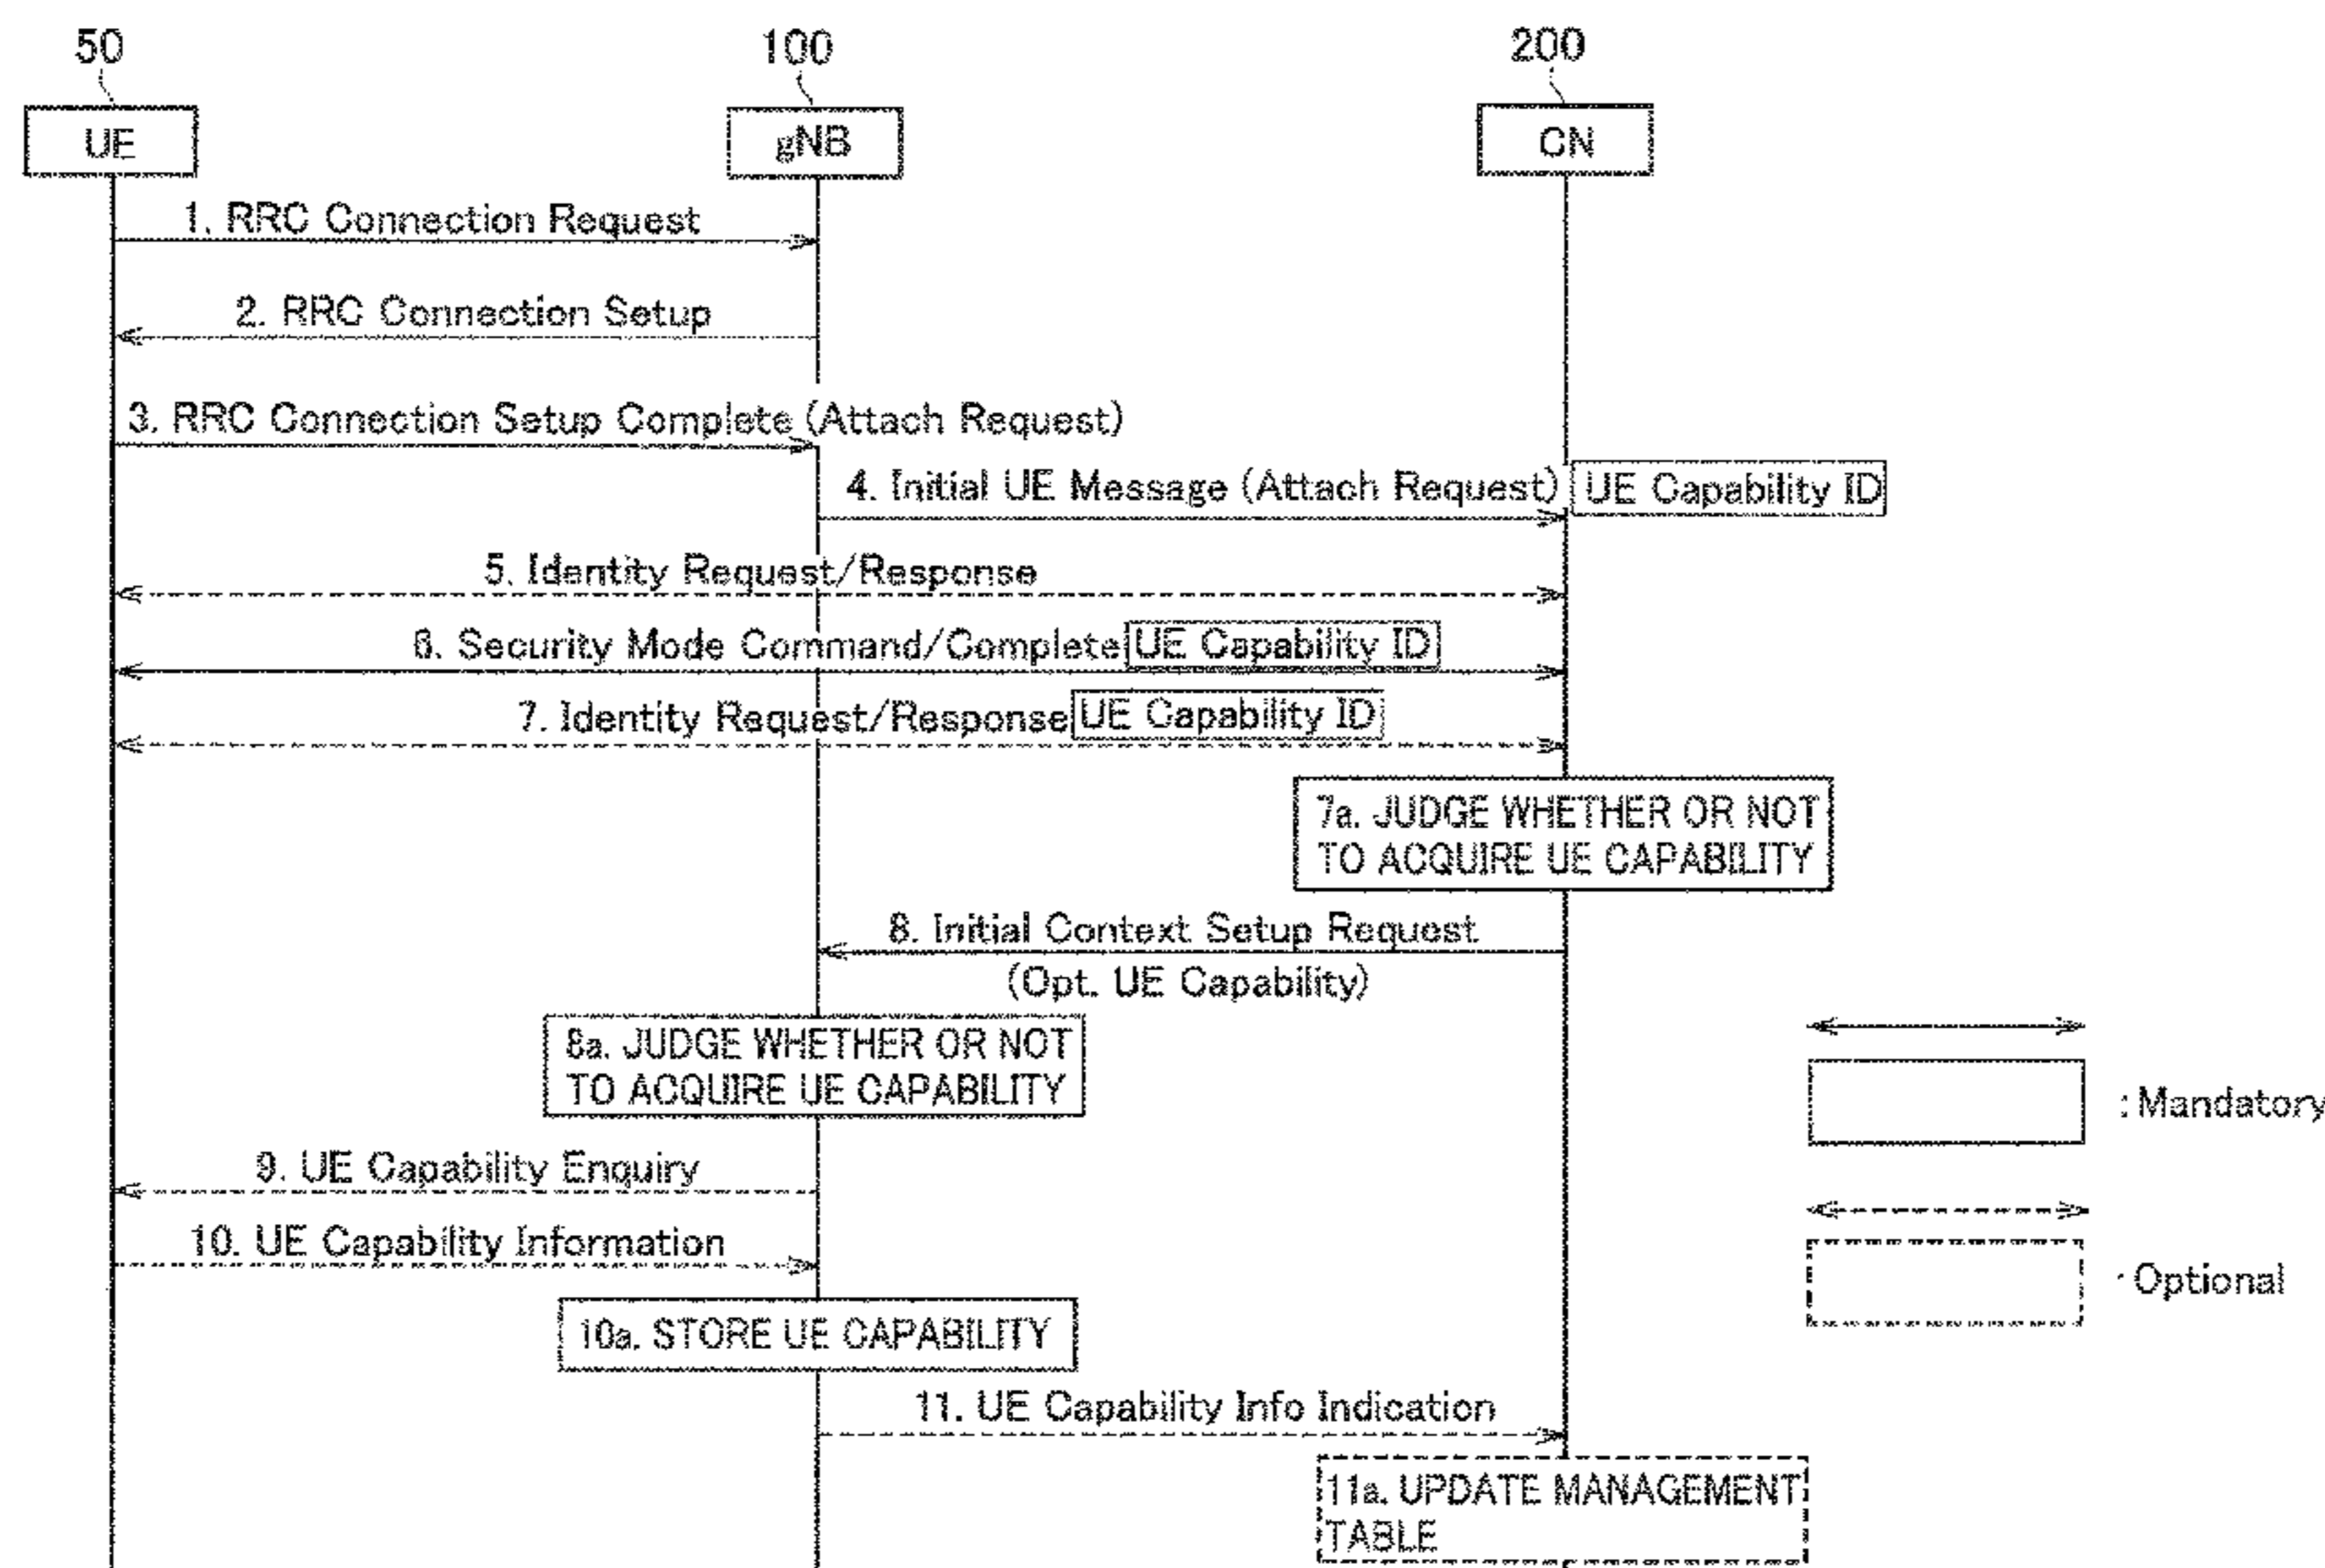 50
100
200
UE
gNB
CN
1. RRC Connection Request
2. RRC Connection Setup
3. RRC Connection Setup Complete (Attach Request)
4. Initial UE Message (Attach Request) UE Capability ID
5. Identity Request/Response
6. Security Mode Command/Complete UE Capability ID
7. Identity Request/Response UE Capability ID
7a. JUDGE WHETHER OR NOT
TO ACQUIRE UE CAPABILITY
8. Initial Context Setup Request
(Opt. UE Capability)
8a. JUDGE WHETHER OR NOT
TO ACQUIRE UE CAPABILITY
: Mandatory
9. UE Capability Enquiry
10. UE Capability Information
: Optional
10a. STORE UE CAPABILITY
11. UE Capability Info Indication
11a. UPDATE MANAGEMENT
TABLE